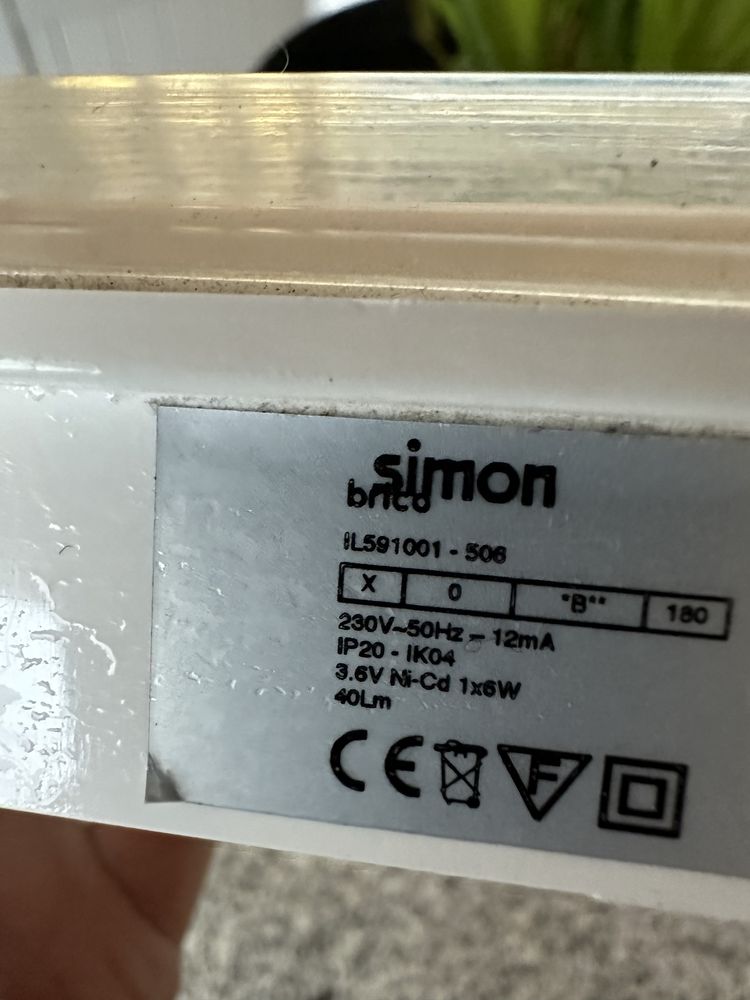 simon
brico
IL591001 - 506
X 0 *B** 180
230V~50Hz - 12mA
IP20 - IK04
3.6V Ni-Cd 1x6W
40Lm
CE F